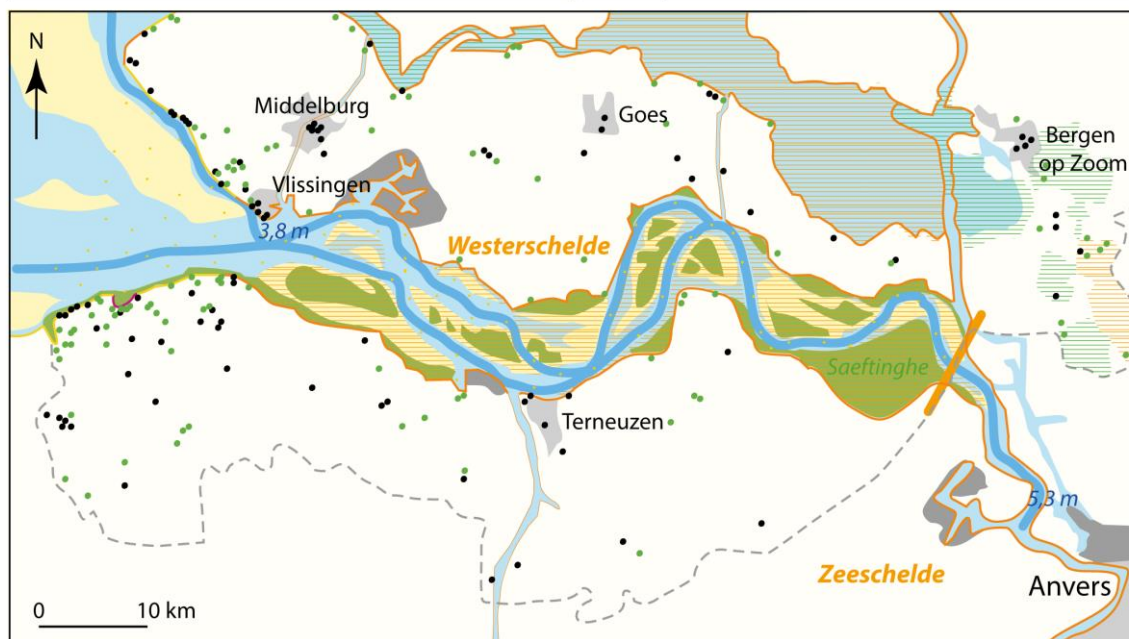 N
Middelburg
Goes
Bergen
op Zoom
Vlissingen
3,8 m
Westerschelde
Saeftinghe
Terneuzen
5,3 m
Zeeschelde
Anvers
0 10 km